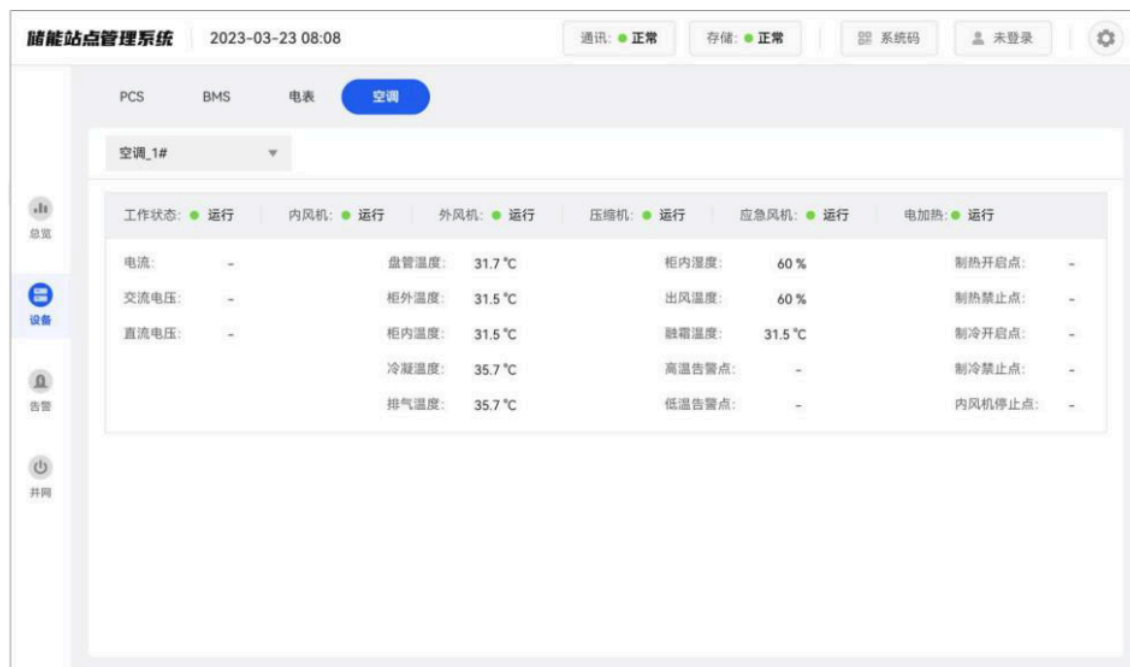 储能站点管理系统 2023-03-23 08:08 通讯: 正常 存储: 正常 系统码 未登录
PCS BMS 电表 空调
空调_1#
工作状态: 运行 内风机: 运行 外风机: 运行 压缩机: 运行 应急风机: 运行 电加热: 运行
总览
电流: - 盘管温度: 31.7 ℃ 柜内湿度: 60 % 制热开启点: -
交流电压: - 柜外温度: 31.5 ℃ 出风温度: 60 % 制热禁止点: -
设备
直流电压: - 柜内温度: 31.5 ℃ 融霜温度: 31.5 ℃ 制冷开启点: -
冷凝温度: 35.7 ℃ 高温告警点: - 制冷禁止点: -
告警
排气温度: 35.7 ℃ 低温告警点: - 内风机停止点: -
并网